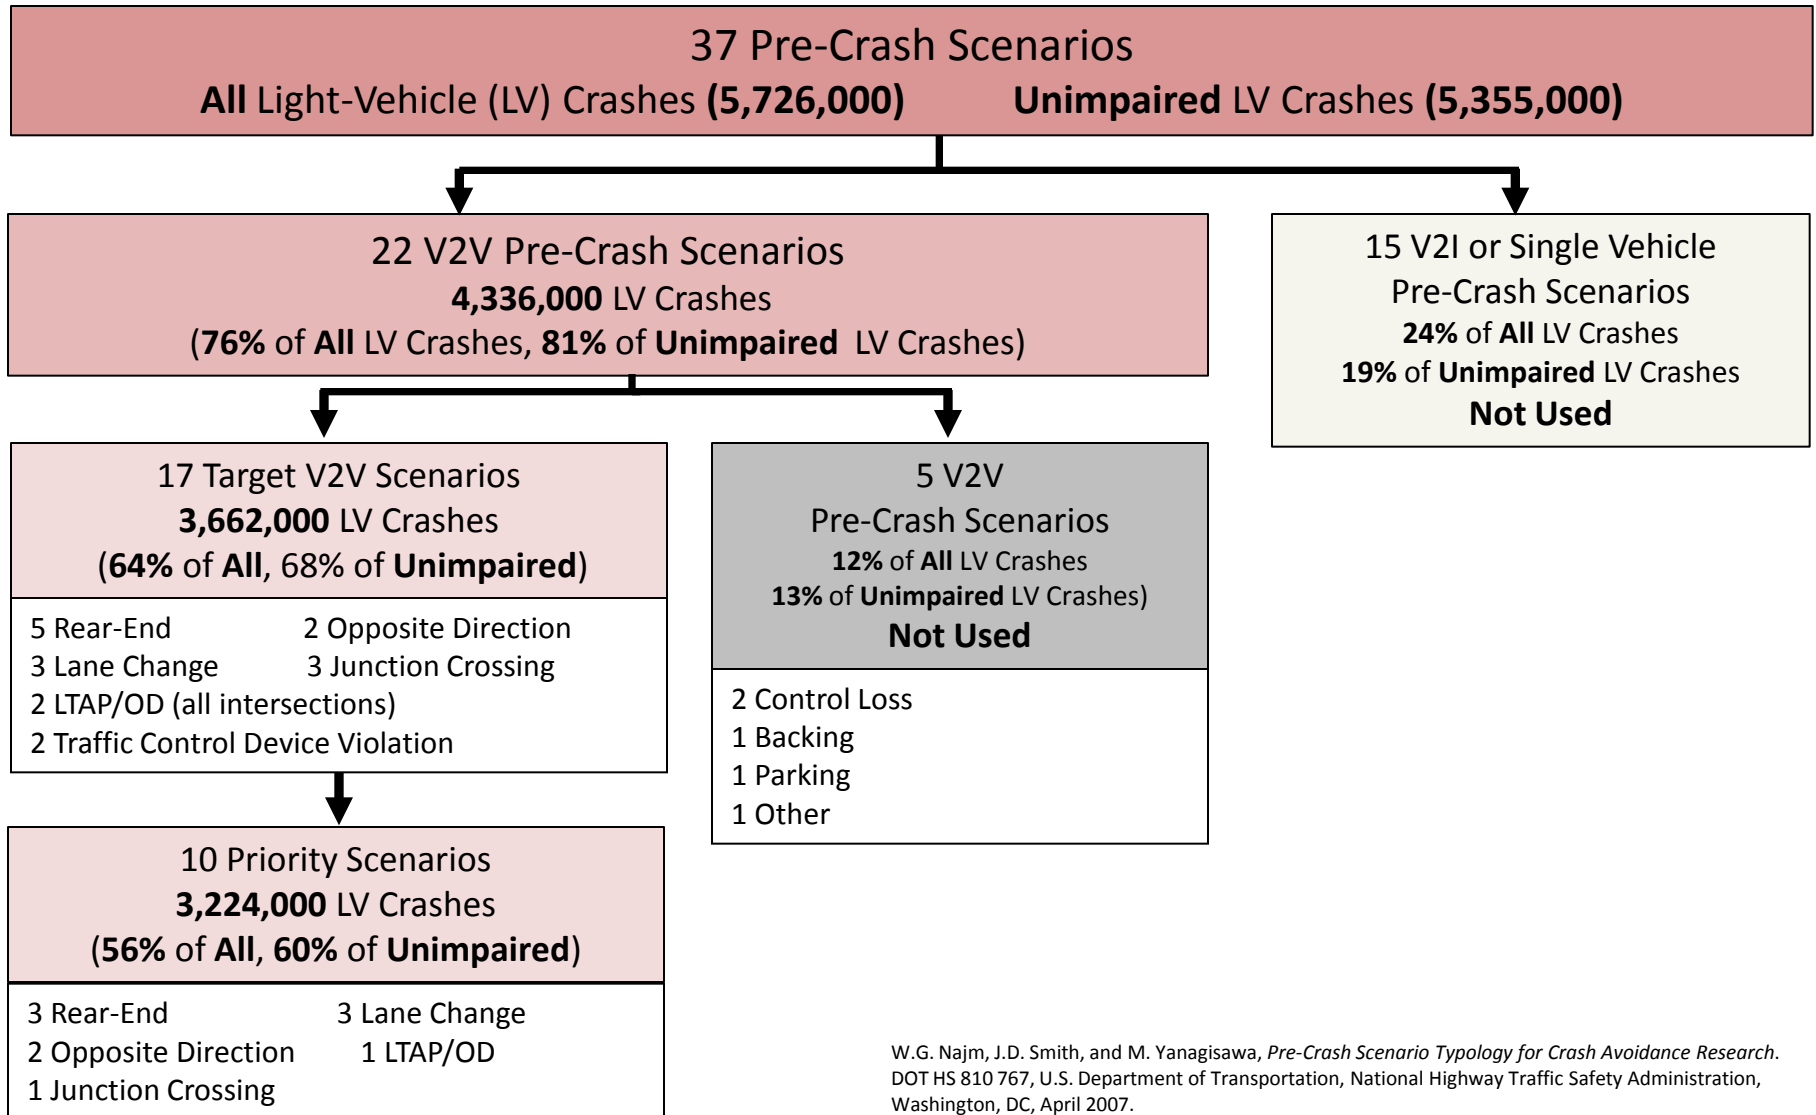 37 Pre-Crash Scenarios
All Light-Vehicle (LV) Crashes (5,726,000) Unimpaired LV Crashes (5,355,000)
22 V2V Pre-Crash Scenarios
4,336,000 LV Crashes
(76% of All LV Crashes, 81% of Unimpaired LV Crashes)
15 V2I or Single Vehicle
Pre-Crash Scenarios
24% of All LV Crashes
19% of Unimpaired LV Crashes
Not Used
17 Target V2V Scenarios
3,662,000 LV Crashes
(64% of All, 68% of Unimpaired)
5 Rear-End 2 Opposite Direction
3 Lane Change 3 Junction Crossing
2 LTAP/OD (all intersections)
2 Traffic Control Device Violation
5 V2V
Pre-Crash Scenarios
12% of All LV Crashes
13% of Unimpaired LV Crashes)
Not Used
2 Control Loss
1 Backing
1 Parking
1 Other
10 Priority Scenarios
3,224,000 LV Crashes
(56% of All, 60% of Unimpaired)
3 Rear-End 3 Lane Change
2 Opposite Direction 1 LTAP/OD
1 Junction Crossing
W.G. Najm, J.D. Smith, and M. Yanagisawa, Pre-Crash Scenario Typology for Crash Avoidance Research.
DOT HS 810 767, U.S. Department of Transportation, National Highway Traffic Safety Administration,
Washington, DC, April 2007.